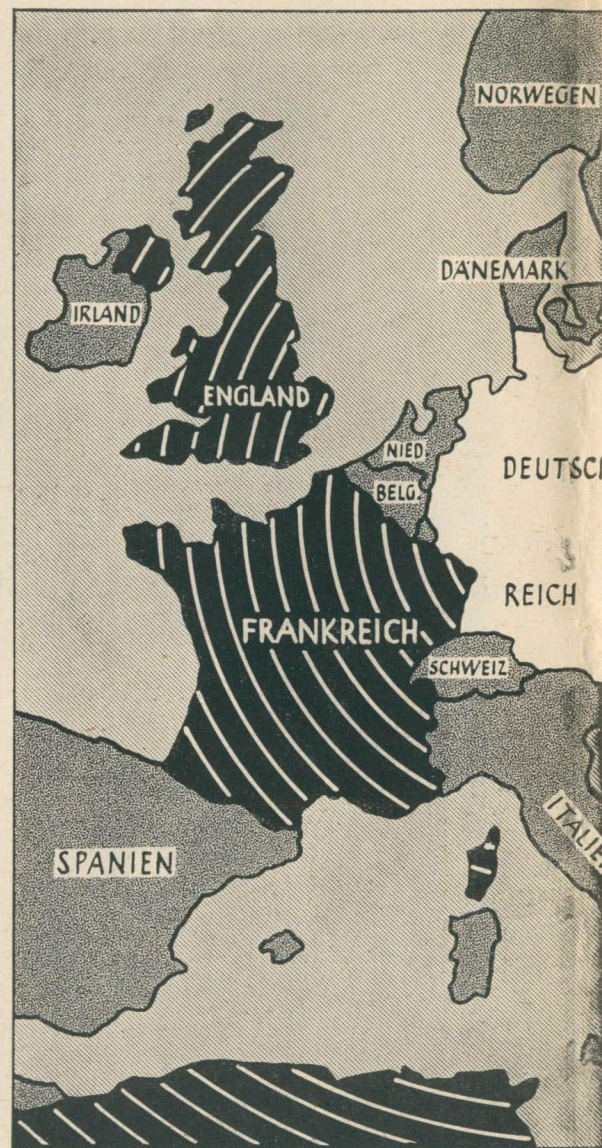 NORWEGEN
DÄNEMARK
IRLAND
ENGLAND
NIED.
BELG.
DEUTSC
REICH
FRANKREICH
SCHWEIZ
ITALIE
SPANIEN